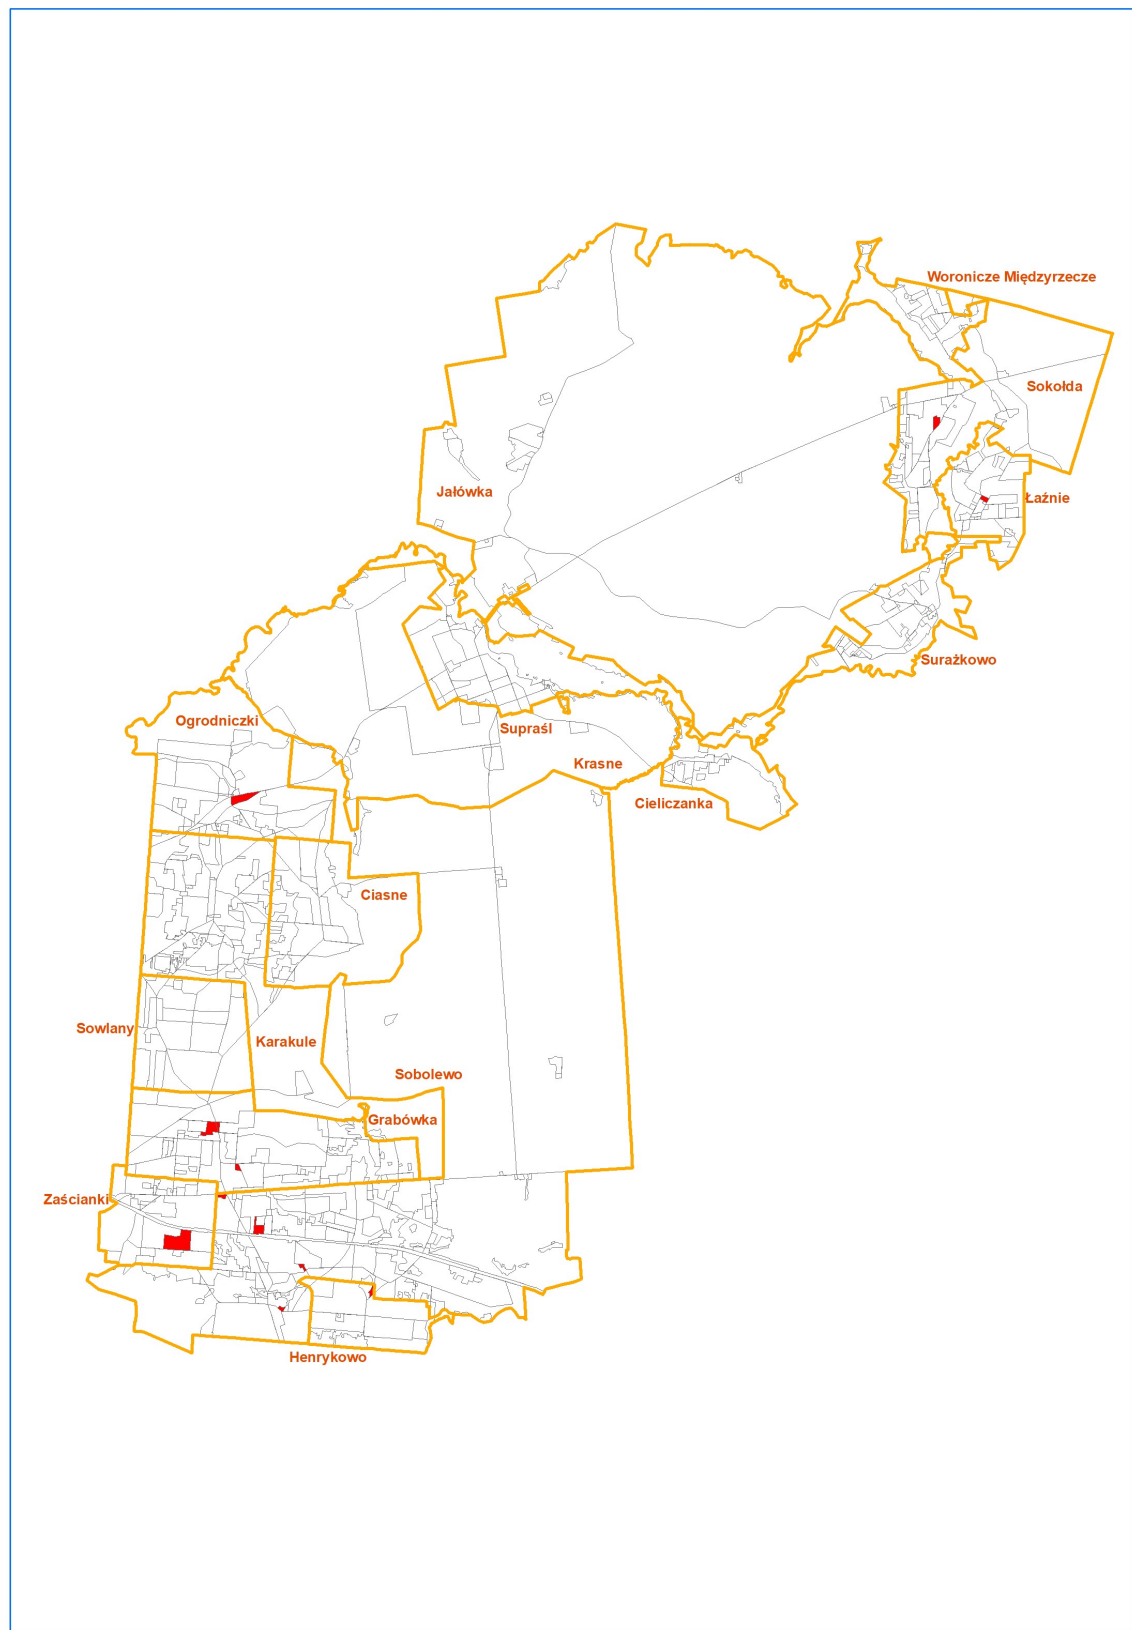 Woronicze Międzyrzecze
Sokołda
Jałówka
Łaźnie
Surażkowo
Ogrodniczki
Supraśl
Krasne
Cieliczanka
Ciasne
Sowlany
Karakule
Sobolewo
Grabówka
Zaścianki
Henrykowo